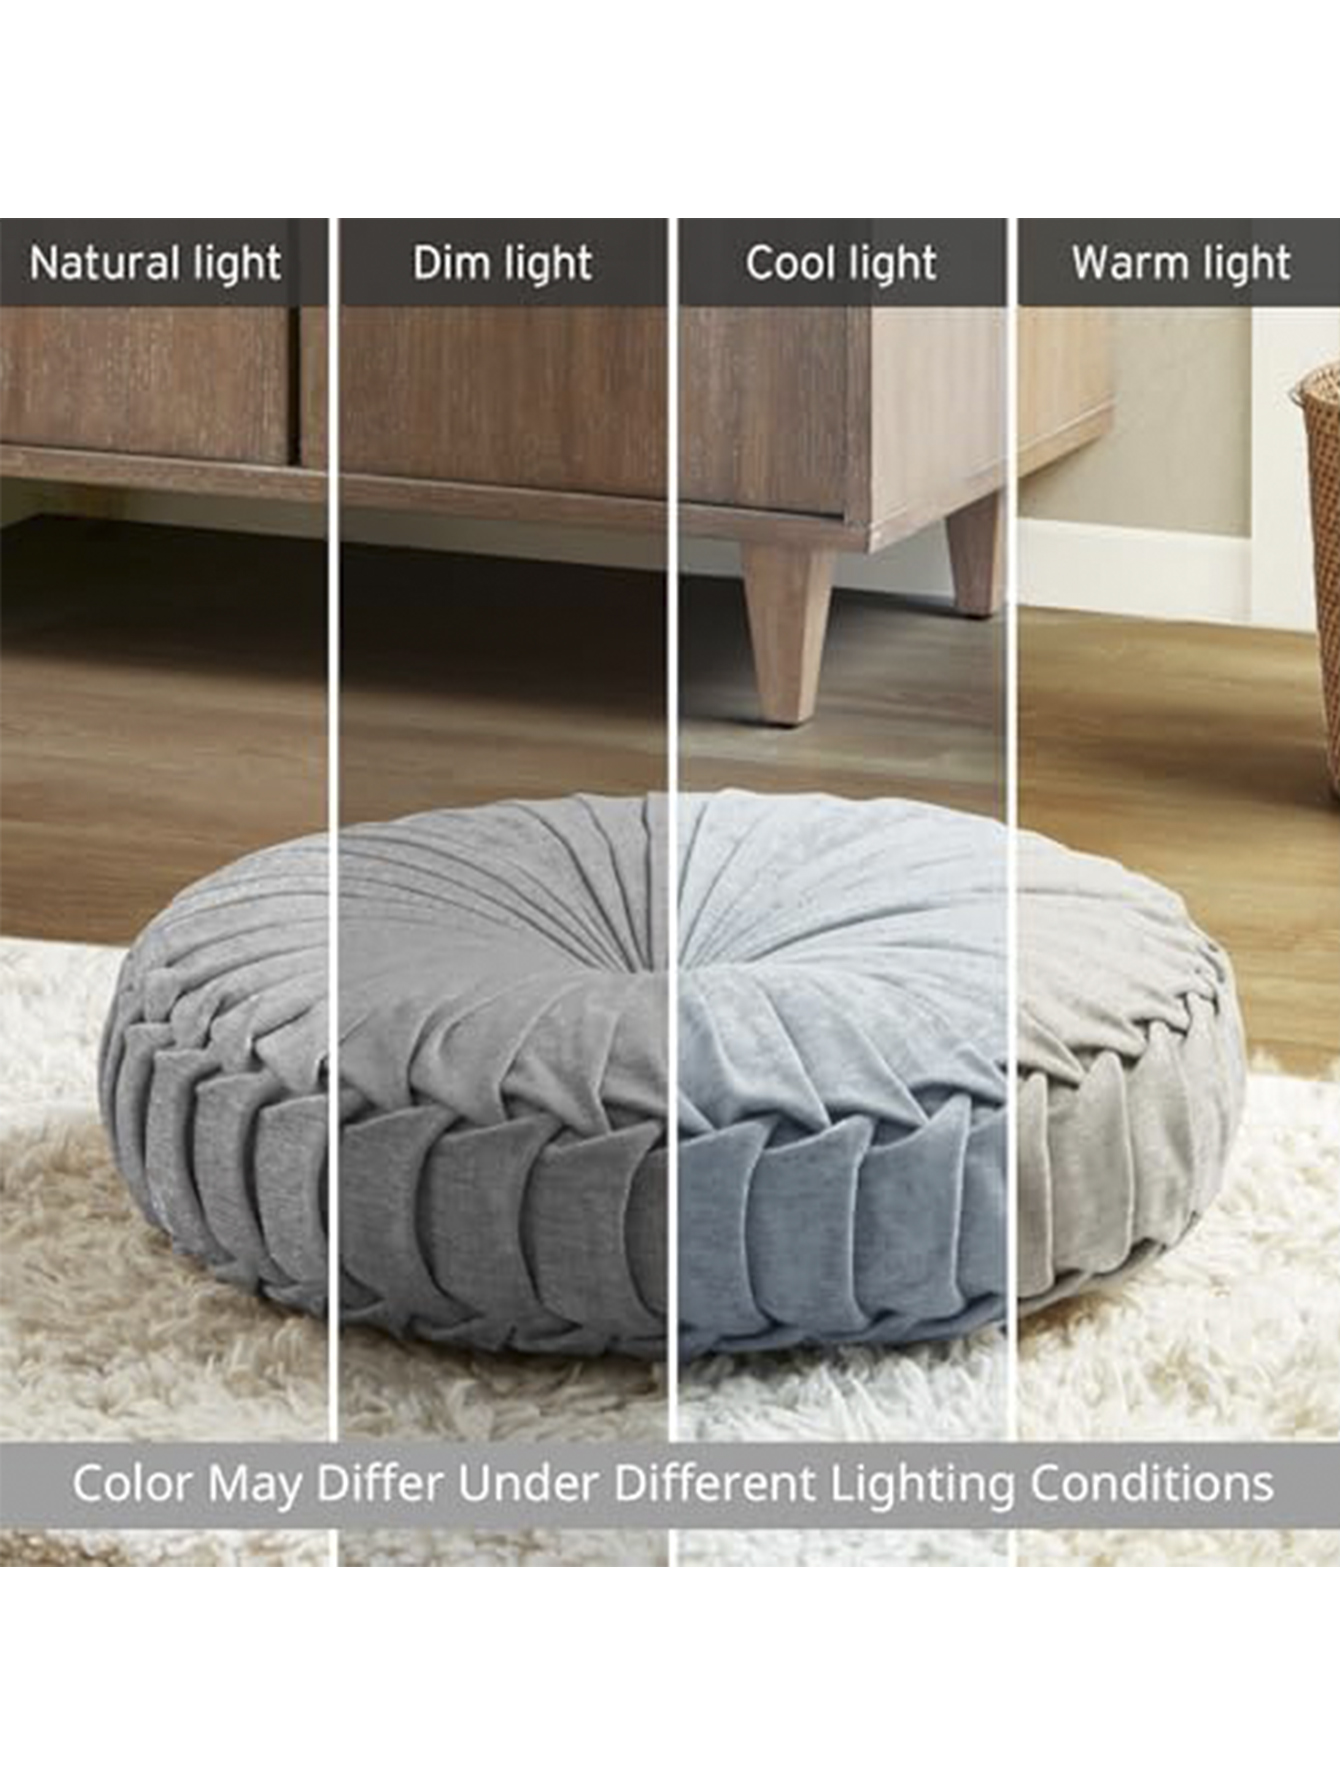 Natural light
Dim light
Cool light
Warm light
Color May Differ Under Different Lighting Conditions